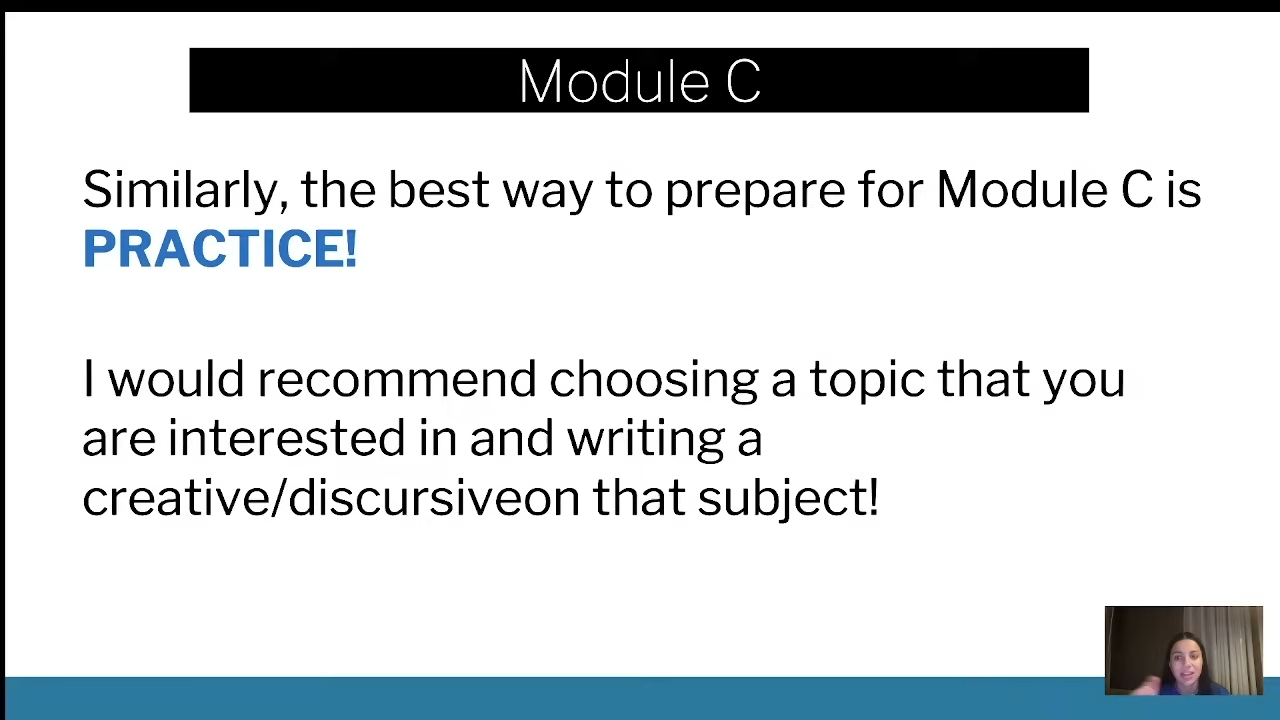 Module C
Similarly, the best way to prepare for Module C is
PRACTICE!
I would recommend choosing a topic that you
are interested in and writing a
creative/discursiveon that subject!